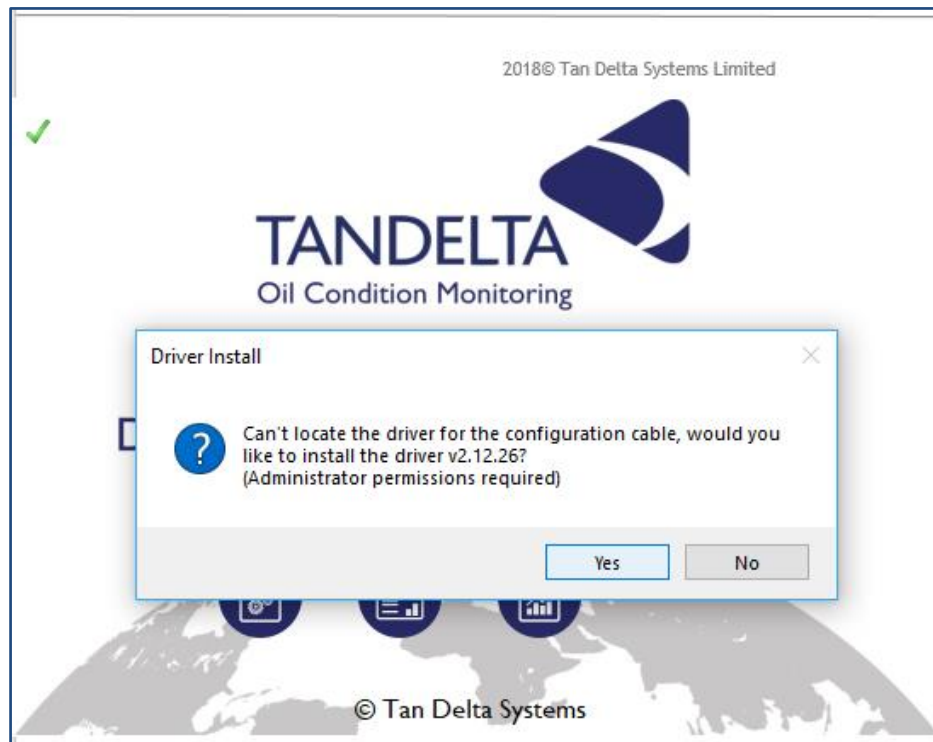 2018© Tan Delta Systems Limited
TANDELTA
Oil Condition Monitoring
Driver Install
Can't locate the driver for the configuration cable, would you
like to install the driver v2.12.26?
(Administrator permissions required)
Yes
No
© Tan Delta Systems